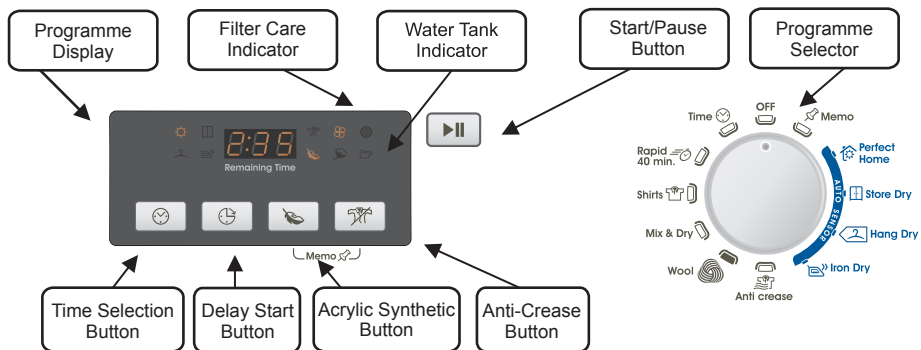 Programme
Display
Filter Care
Indicator
Water Tank
Indicator
Start/Pause
Button
Programme
Selector
2:35
Remaining Time
Memo
Time Selection
Button
Delay Start
Button
Acrylic Synthetic
Button
Anti-Crease
Button
OFF
Time
Memo
Rapid
40 min.
Perfect
Home
Shirts
Store Dry
AUTO SENSOR
Mix & Dry
Hang Dry
Wool
Iron Dry
Anti crease